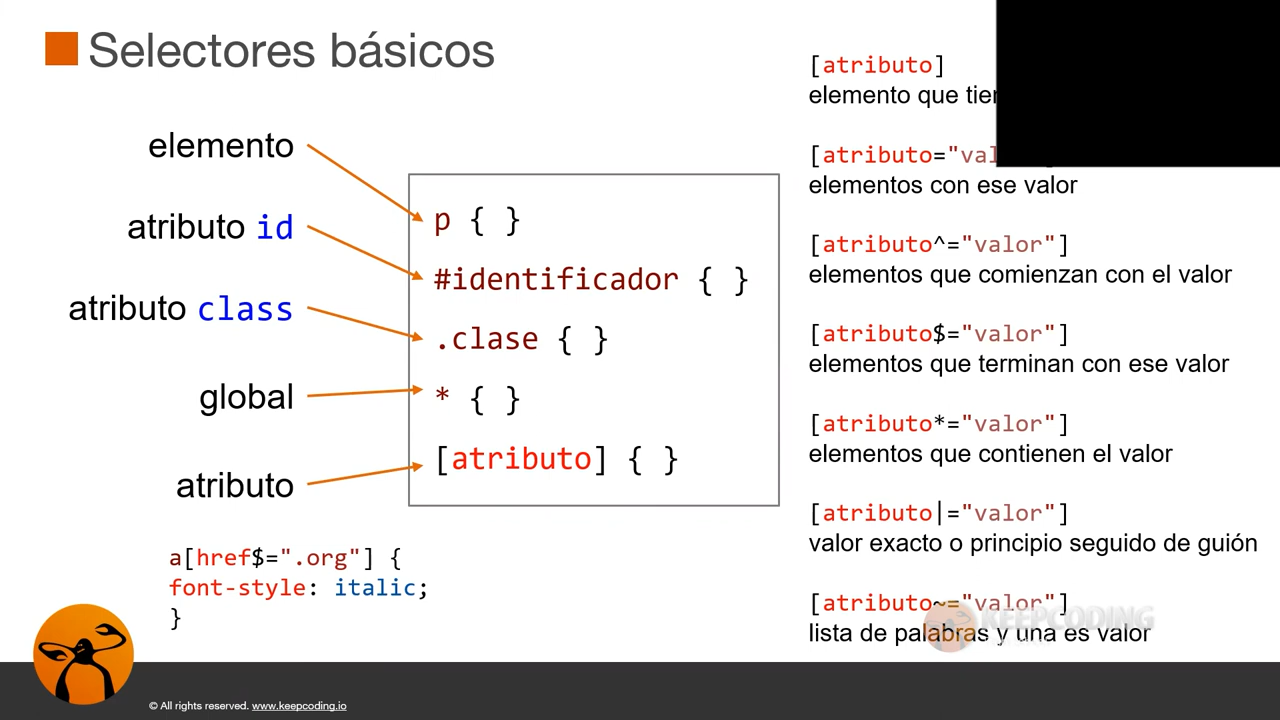 Selectores básicos
elemento
atributo id
atributo class
global
atributo
p { }
#identificador { }
.clase { }
* { }
[atributo] { }
a[href$=".org"] {
font-style: italic;
}
[atributo]
elemento que
[atributo="
elementos con ese valor
[atributo^="valor"]
elementos que comienzan con el valor
[atributo$="valor"]
elementos que terminan con ese valor
[atributo*="valor"]
elementos que contienen el valor
[atributo|="valor"]
valor exacto o principio seguido de guión
[atributo~="valor"]
lista de palabras y una es valor
KEEPCODING
© All rights reserved. www.keepcoding.io